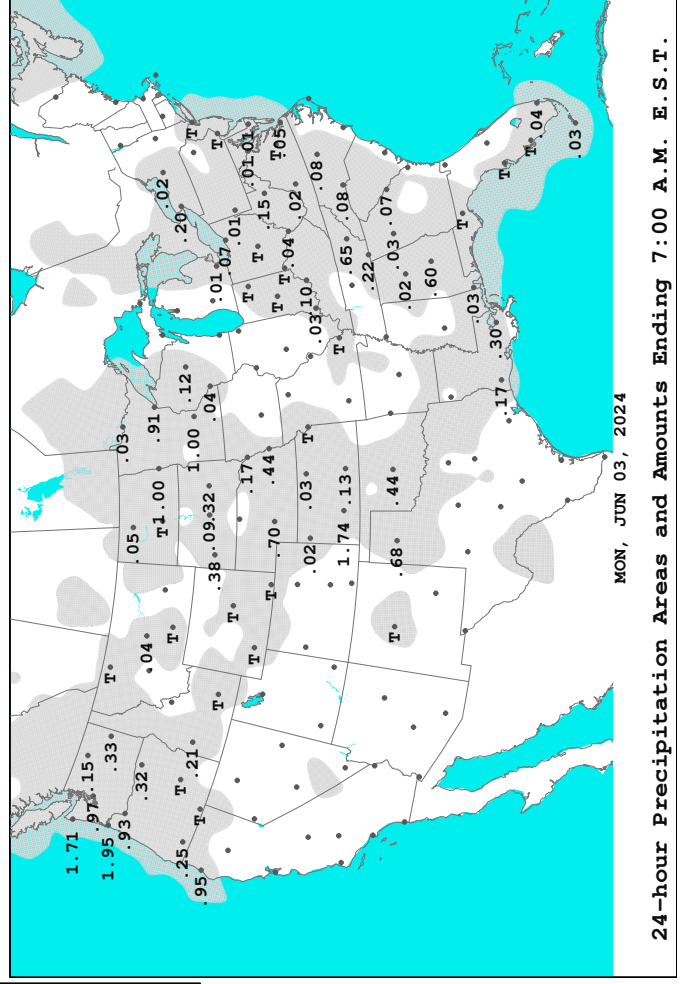 1.71
.97 .15
1.95 .33 T
.93 .03
.05
.32
.04 .91
T 1.00 .02
T
T .12 .20
.25 .21 1.00 T
.95 T .04
.38 .09 .32 .01
T T
.07
T .01
.17 T .01 .01
T T
.44 .15
T
.70 T T .05
T .04
.02
.03 T .10
.02 .03 .08
1.74 .13 T .65 .08
.22
.07
T .44 .03
.68 .02
.60
T
.03
.30
.17 T
T .04
.03
MON, JUN 03, 2024
24-hour Precipitation Areas and Amounts Ending 7:00 A.M. E.S.T.